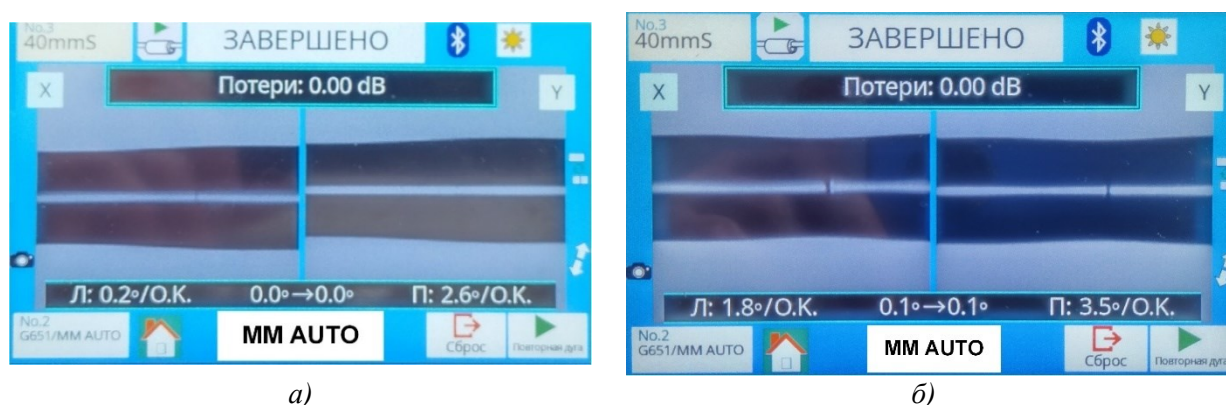 No.3
40mmS
ЗАВЕРШЕНО
Потери: 0.00 dB
X
Y
Л: 0.2°/О.К.
0.0°→0.0°
П: 2.6°/О.К.
No.2
G651/MM AUTO
MM AUTO
Сброс
Повторная дуга
а)
No.3
40mmS
ЗАВЕРШЕНО
Потери: 0.00 dB
X
Y
Л: 1.8°/О.К.
0.1°→0.1°
П: 3.5°/О.К.
No.2
G651/MM AUTO
MM AUTO
Сброс
Повторная дуга
б)